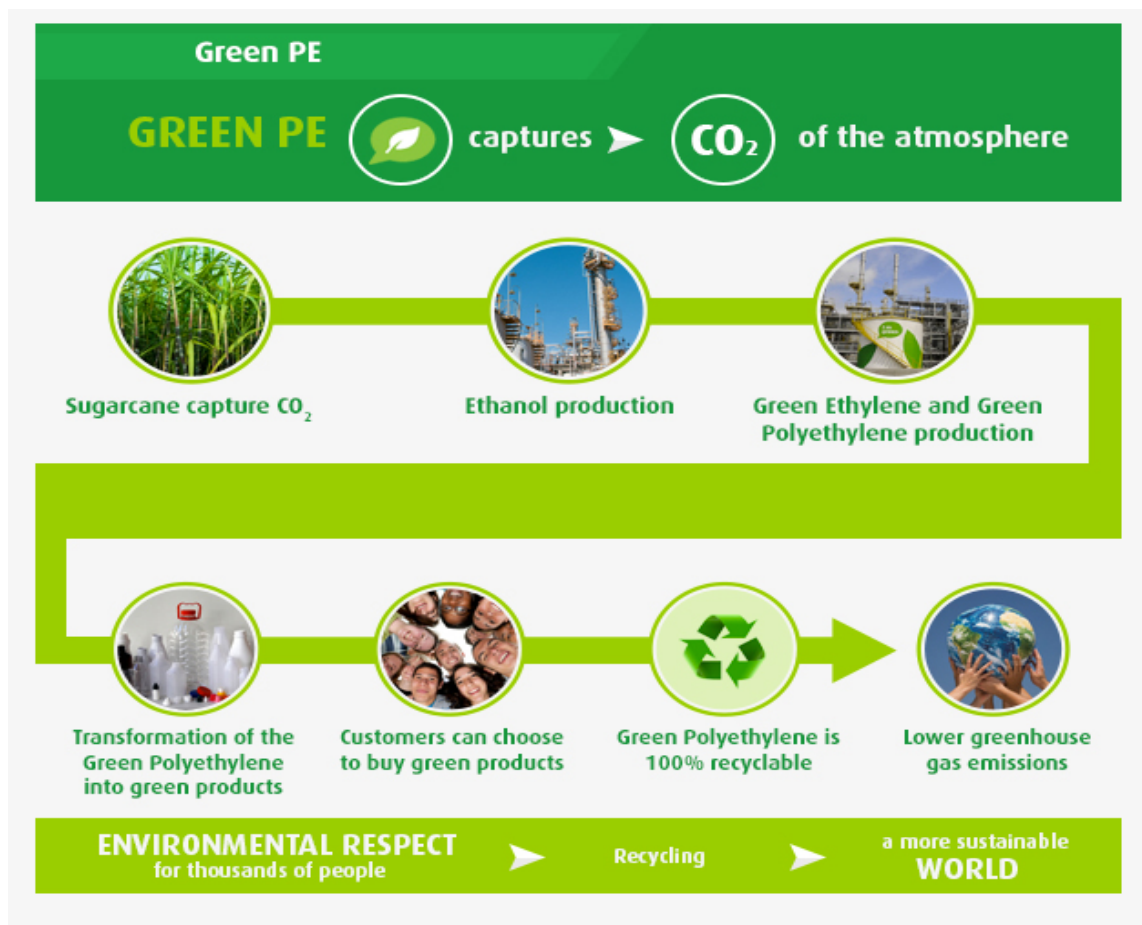 Green PE
GREEN PE captures CO₂ of the atmosphere
Sugarcane capture CO₂
Ethanol production
Green Ethylene and Green
Polyethylene production
Transformation of the
Green Polyethylene
into green products
Customers can choose
to buy green products
Green Polyethylene is
100% recyclable
Lower greenhouse
gas emissions
ENVIRONMENTAL RESPECT
for thousands of people
Recycling
a more sustainable
WORLD